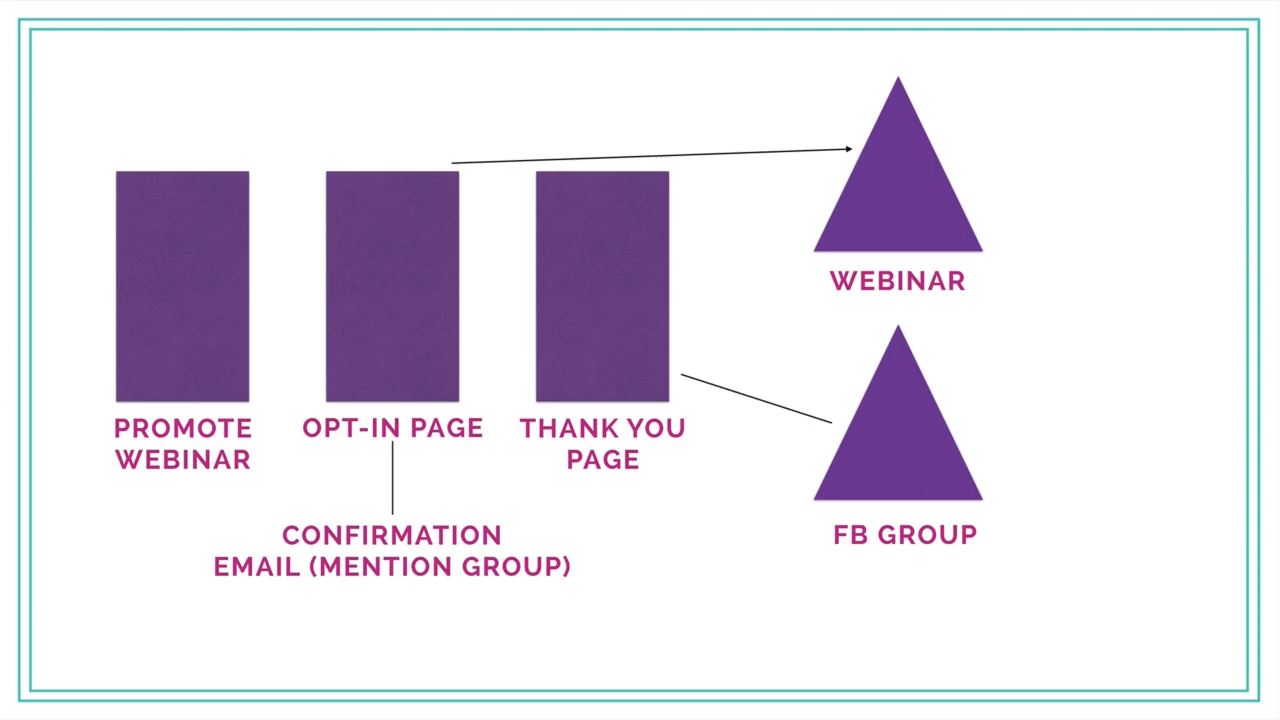 WEBINAR
PROMOTE
WEBINAR
OPT-IN PAGE
THANK YOU
PAGE
CONFIRMATION
EMAIL (MENTION GROUP)
FB GROUP